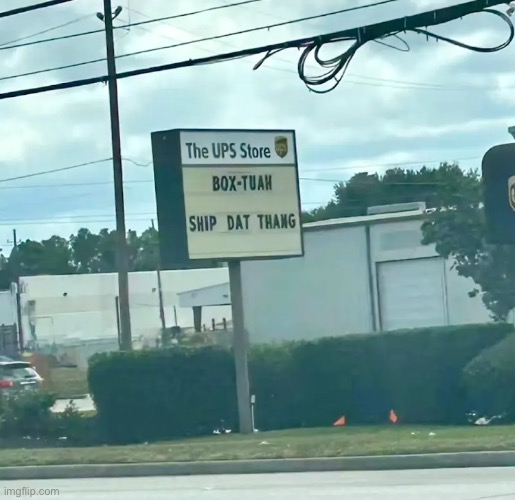 The UPS Store
BOX-TUAH
SHIP DAT THANG
imgflip.com